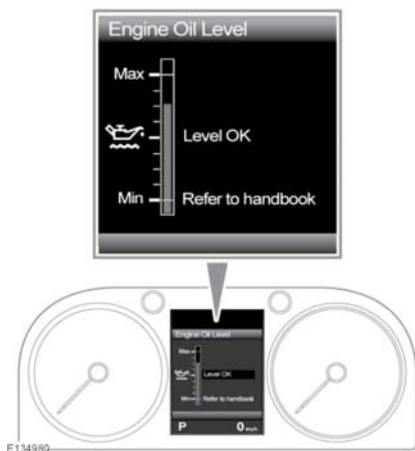 Engine Oil Level
Max
Level OK
Min Refer to handbook
Engine Oil Level
Max
Level OK
Min Refer to handbook
P 0 mph
E134980